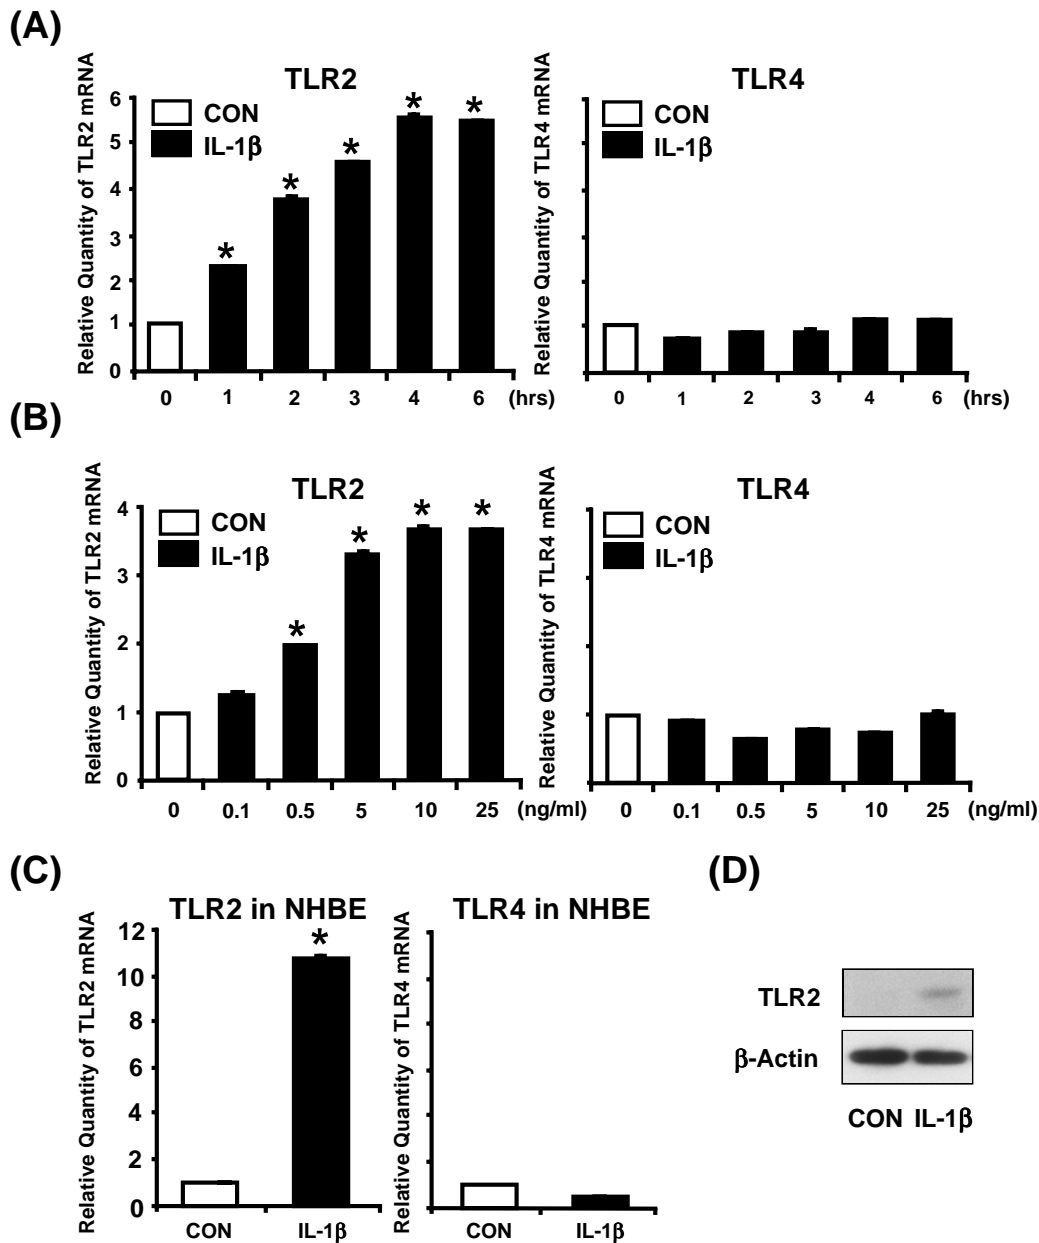 (A)
TLR2
Relative Quantity of TLR2 mRNA
6
5
4
3
2
1
0
CON
IL-1β
* * * * *
0 1 2 3 4 6 (hrs)
TLR4
Relative Quantity of TLR4 mRNA
CON
IL-1β
0 1 2 3 4 6 (hrs)
(B)
TLR2
Relative Quantity of TLR2 mRNA
4
3
2
1
0
CON
IL-1β
* * * *
0 0.1 0.5 5 10 25 (ng/ml)
TLR4
Relative Quantity of TLR4 mRNA
CON
IL-1β
0 0.1 0.5 5 10 25 (ng/ml)
(C)
TLR2 in NHBE
Relative Quantity of TLR2 mRNA
12
10
8
6
4
2
0
*
CON IL-1β
TLR4 in NHBE
Relative Quantity of TLR4 mRNA
CON IL-1β
(D)
TLR2
β-Actin
CON IL-1β